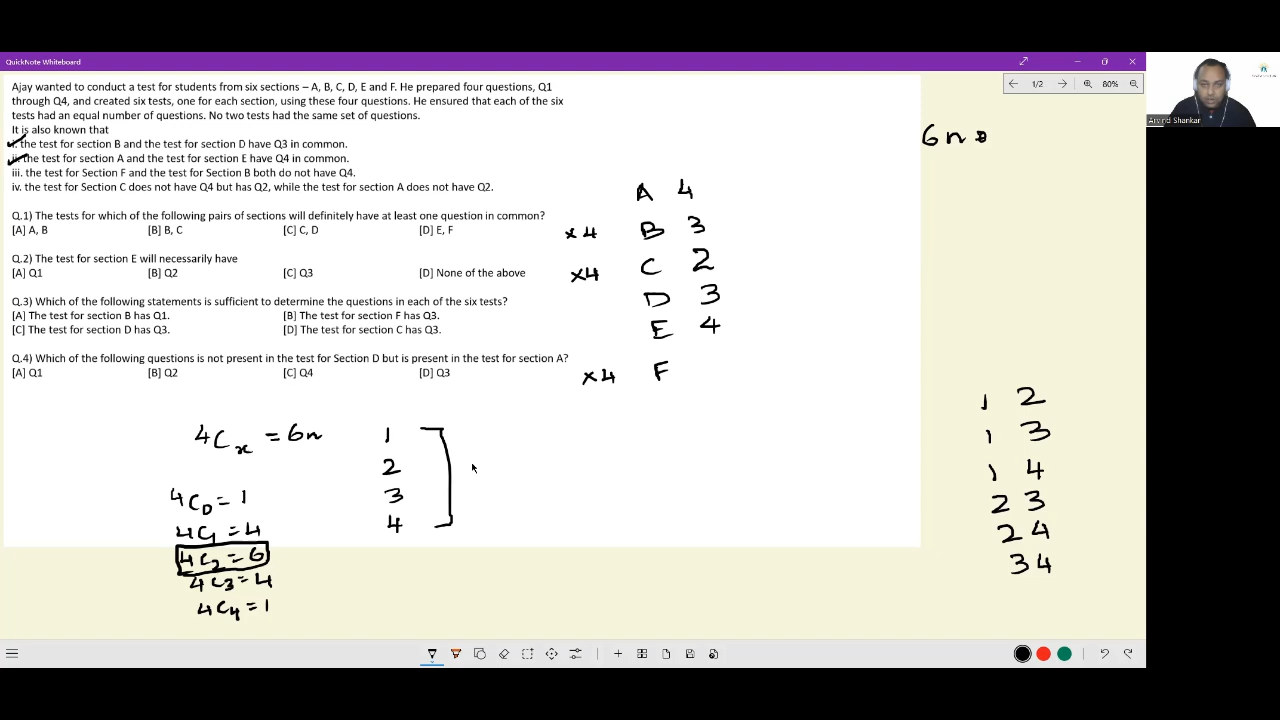 QuickNote Whiteboard
1/2
80%
Ajay wanted to conduct a test for students from six sections – A, B, C, D, E and F. He prepared four questions, Q1
through Q4, and created six tests, one for each section, using these four questions. He ensured that each of the six
tests had an equal number of questions. No two tests had the same set of questions.
It is also known that
i. the test for section B and the test for section D have Q3 in common.
ii. the test for section A and the test for section E have Q4 in common.
iii. the test for Section F and the test for Section B both do not have Q4.
iv. the test for Section C does not have Q4 but has Q2, while the test for section A does not have Q2.
Q.1) The tests for which of the following pairs of sections will definitely have at least one question in common?
[A] A, B [B] B, C [C] C, D [D] E, F
Q.2) The test for section E will necessarily have
[A] Q1 [B] Q2 [C] Q3 [D] None of the above
Q.3) Which of the following statements is sufficient to determine the questions in each of the six tests?
[A] The test for section B has Q1. [B] The test for section F has Q3.
[C] The test for section D has Q3. [D] The test for section C has Q3.
Q.4) Which of the following questions is not present in the test for Section D but is present in the test for section A?
[A] Q1 [B] Q2 [C] Q4 [D] Q3
6n
A 4
x4 B 3
x4 C 2
D 3
E 4
x4 F
4Cx = 6n
4C0 = 1
4C1 = 4
4C2 = 6
4C3 = 4
4C4 = 1
1
2
3
4
1 2
1 3
1 4
2 3
2 4
3 4
Arvind Shankar